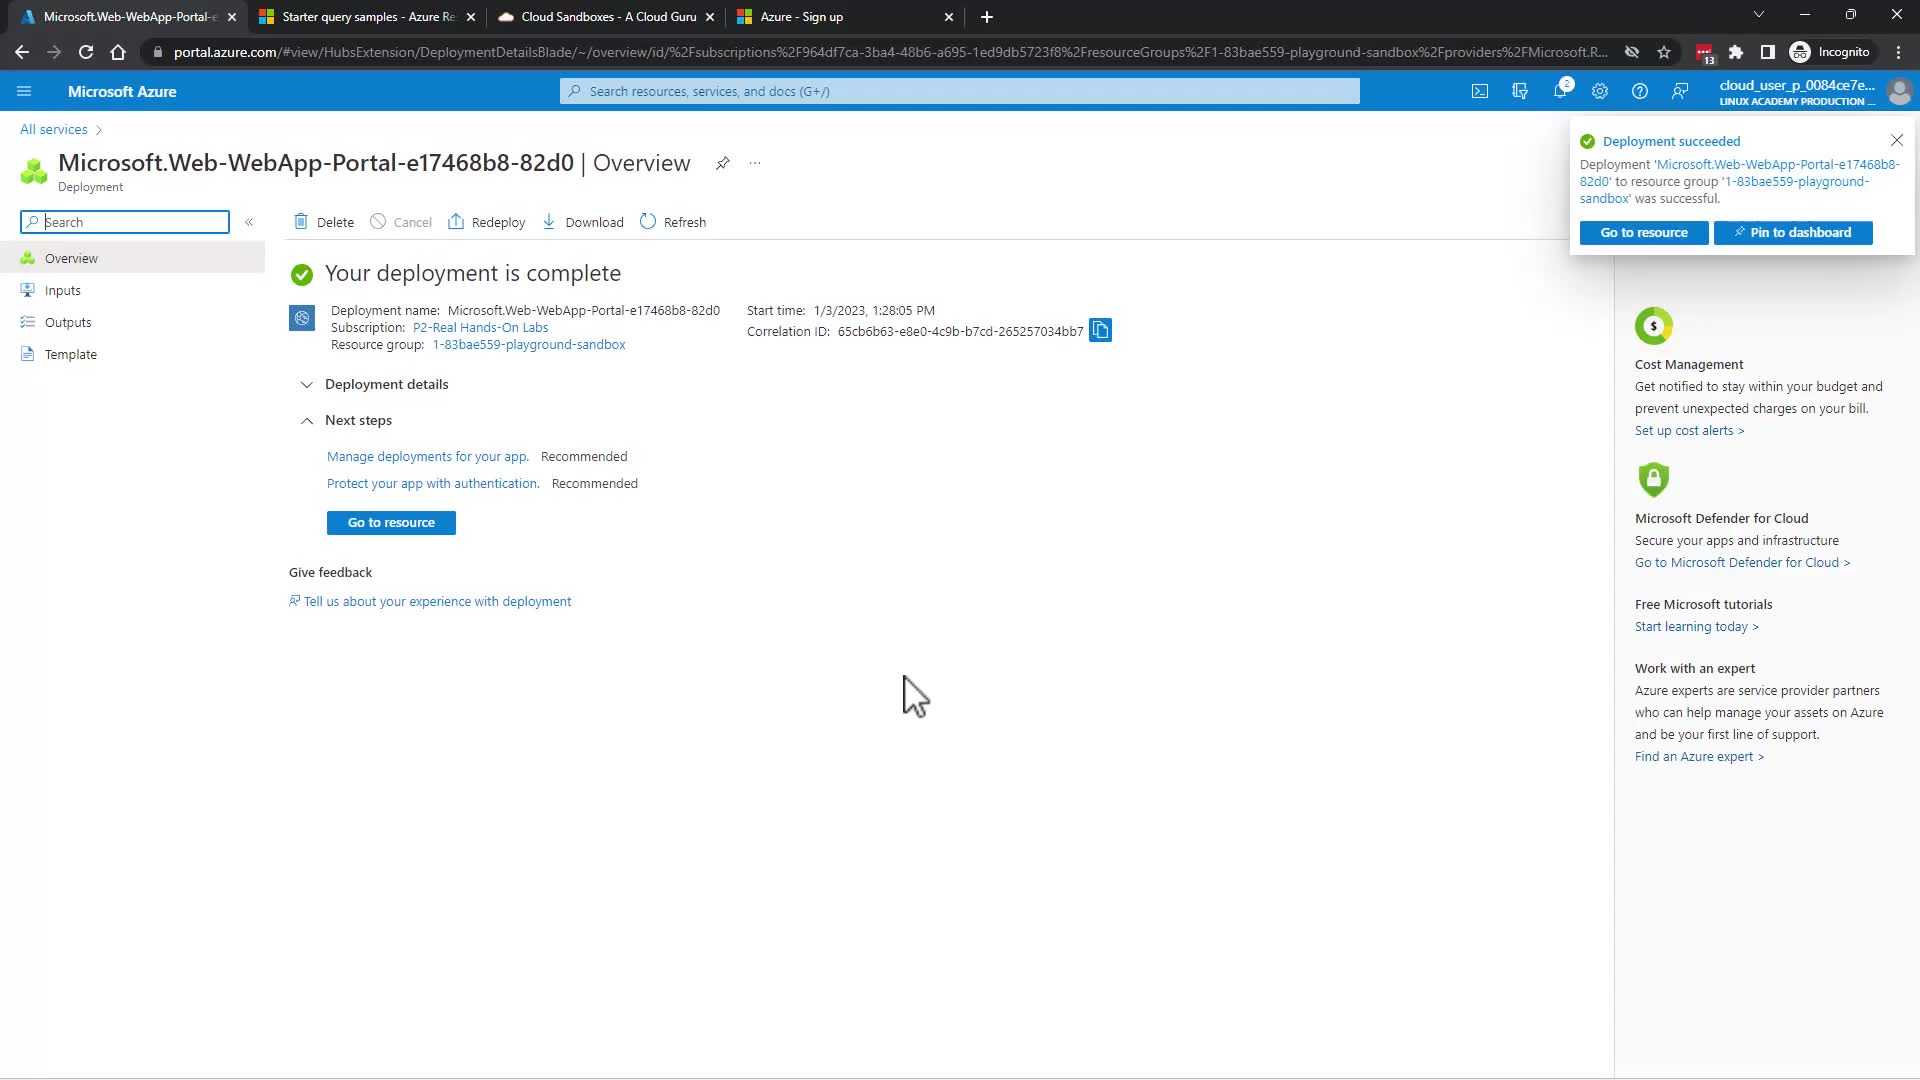 Microsoft.Web-WebApp-Portal-e
Starter query samples - Azure Re
Cloud Sandboxes - A Cloud Guru
Azure - Sign up
portal.azure.com/#view/HubsExtension/DeploymentDetailsBlade/~/overview/id/%2Fsubscriptions%2F964df7ca-3ba4-48b6-a695-1ed9db5723f8%2FresourceGroups%2F1-83bae559-playground-sandbox%2Fproviders%2FMicrosoft.R...
13
Incognito
Microsoft Azure
Search resources, services, and docs (G+/)
2
cloud_user_p_0084ce7e...
LINUX ACADEMY PRODUCTION ...
All services
Microsoft.Web-WebApp-Portal-e17468b8-82d0 | Overview
Deployment
Search
Delete
Cancel
Redeploy
Download
Refresh
Overview
Inputs
Outputs
Template
Your deployment is complete
Deployment name: Microsoft.Web-WebApp-Portal-e17468b8-82d0
Subscription: P2-Real Hands-On Labs
Resource group: 1-83bae559-playground-sandbox
Start time: 1/3/2023, 1:28:05 PM
Correlation ID: 65cb6b63-e8e0-4c9b-b7cd-265257034bb7
Deployment details
Next steps
Manage deployments for your app. Recommended
Protect your app with authentication. Recommended
Go to resource
Give feedback
Tell us about your experience with deployment
Deployment succeeded
Deployment 'Microsoft.Web-WebApp-Portal-e17468b8-
82d0' to resource group '1-83bae559-playground-
sandbox' was successful.
Go to resource
Pin to dashboard
Cost Management
Get notified to stay within your budget and
prevent unexpected charges on your bill.
Set up cost alerts >
Microsoft Defender for Cloud
Secure your apps and infrastructure
Go to Microsoft Defender for Cloud >
Free Microsoft tutorials
Start learning today >
Work with an expert
Azure experts are service provider partners
who can help manage your assets on Azure
and be your first line of support.
Find an Azure expert >